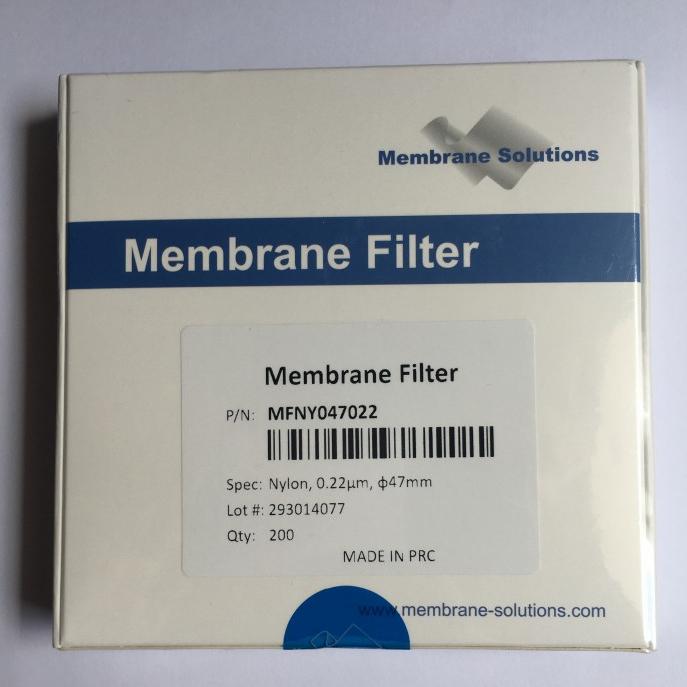 Membrane Solutions
Membrane Filter
Membrane Filter
P/N: MFNY047022
Spec: Nylon, 0.22μm, ф47mm
Lot #: 293014077
Qty: 200
MADE IN PRC
www.membrane-solutions.com